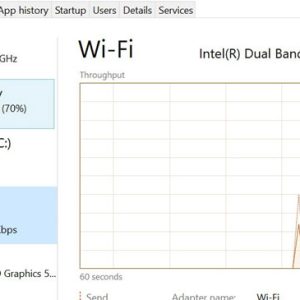 App history Startup Users Details Services
Wi-Fi
Intel(R) Dual Band
GHz
Throughput
(70%)
C:)
Kbps
Graphics 5...
60 seconds
Send
Adapter name: Wi-Fi